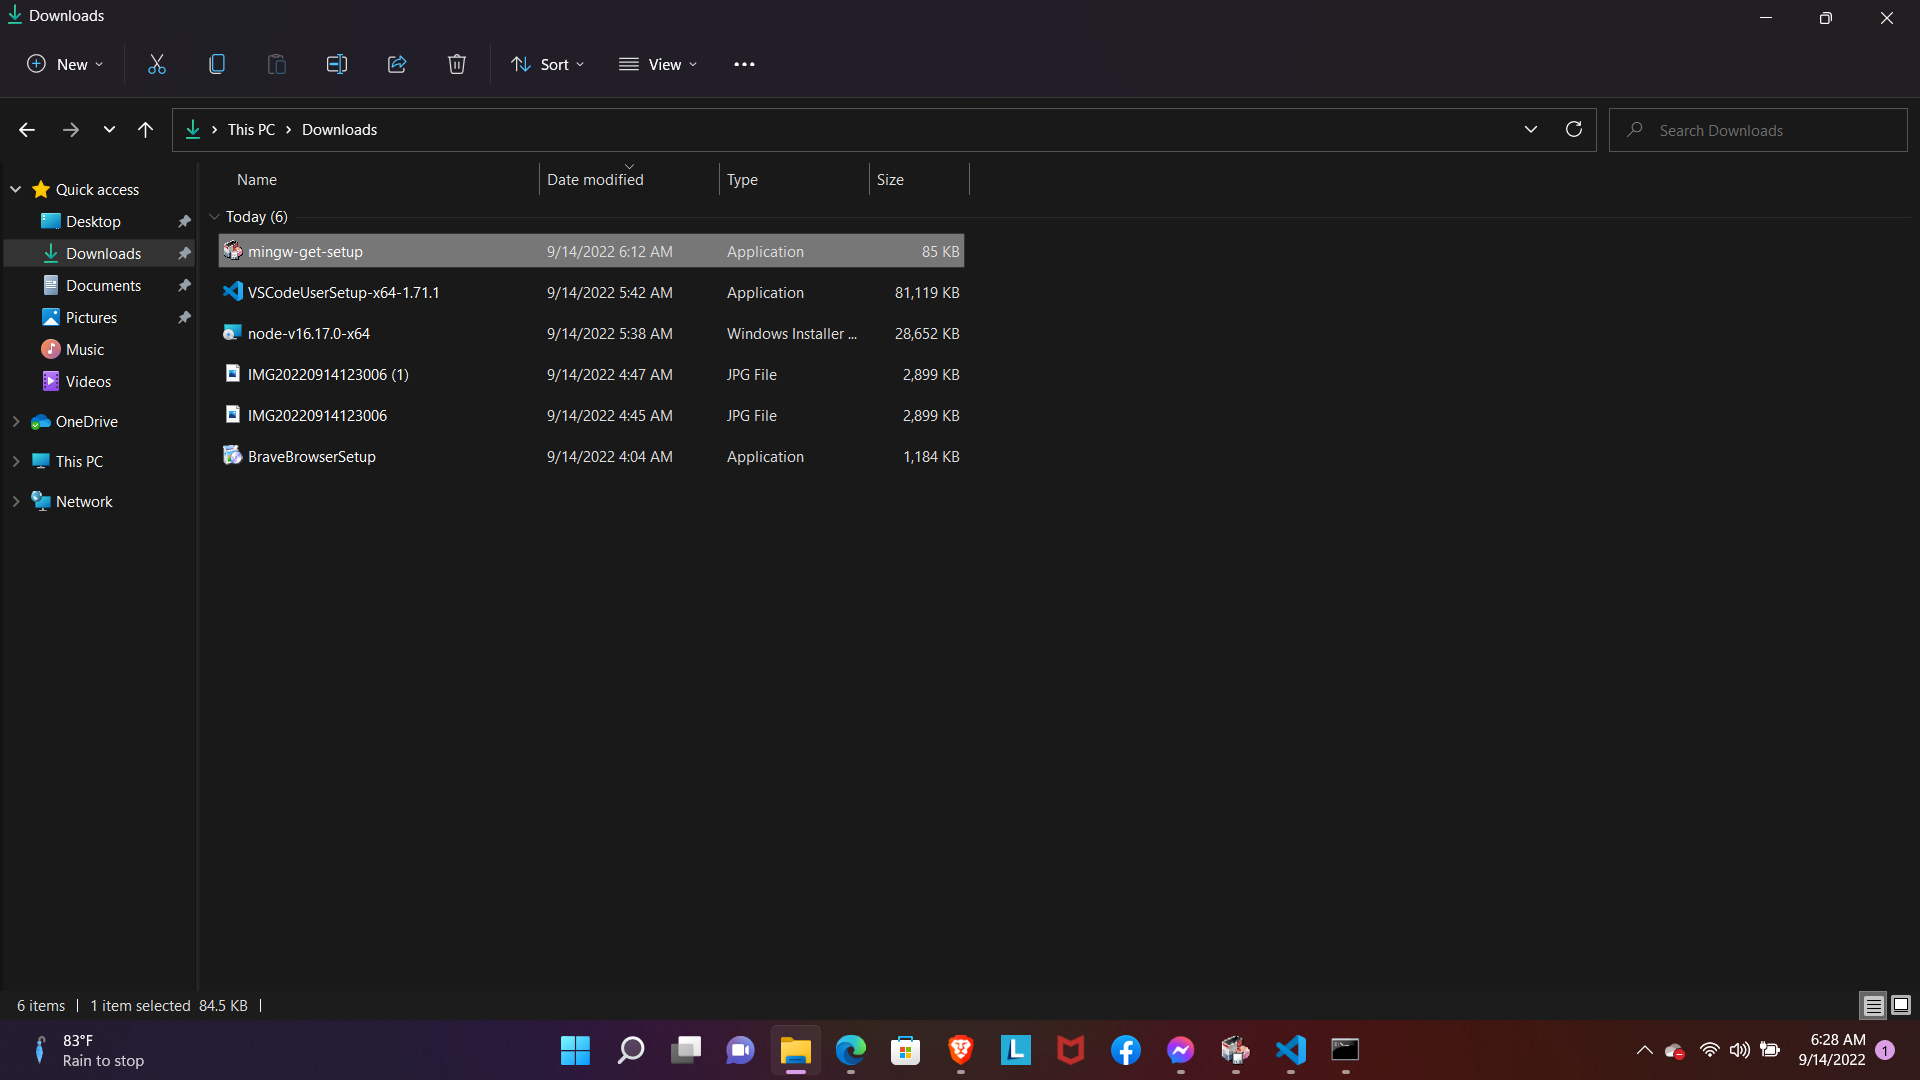 Downloads
New
Sort
View
This PC
Downloads
Search Downloads
Name
Date modified
Type
Size
Quick access
Desktop
Downloads
Documents
Pictures
Music
Videos
OneDrive
This PC
Network
Today (6)
mingw-get-setup 9/14/2022 6:12 AM Application 85 KB
VSCodeUserSetup-x64-1.71.1 9/14/2022 5:42 AM Application 81,119 KB
node-v16.17.0-x64 9/14/2022 5:38 AM Windows Installer ... 28,652 KB
IMG20220914123006 (1) 9/14/2022 4:47 AM JPG File 2,899 KB
IMG20220914123006 9/14/2022 4:45 AM JPG File 2,899 KB
BraveBrowserSetup 9/14/2022 4:04 AM Application 1,184 KB
6 items 1 item selected 84.5 KB
83°F
Rain to stop
L
6:28 AM
9/14/2022
1